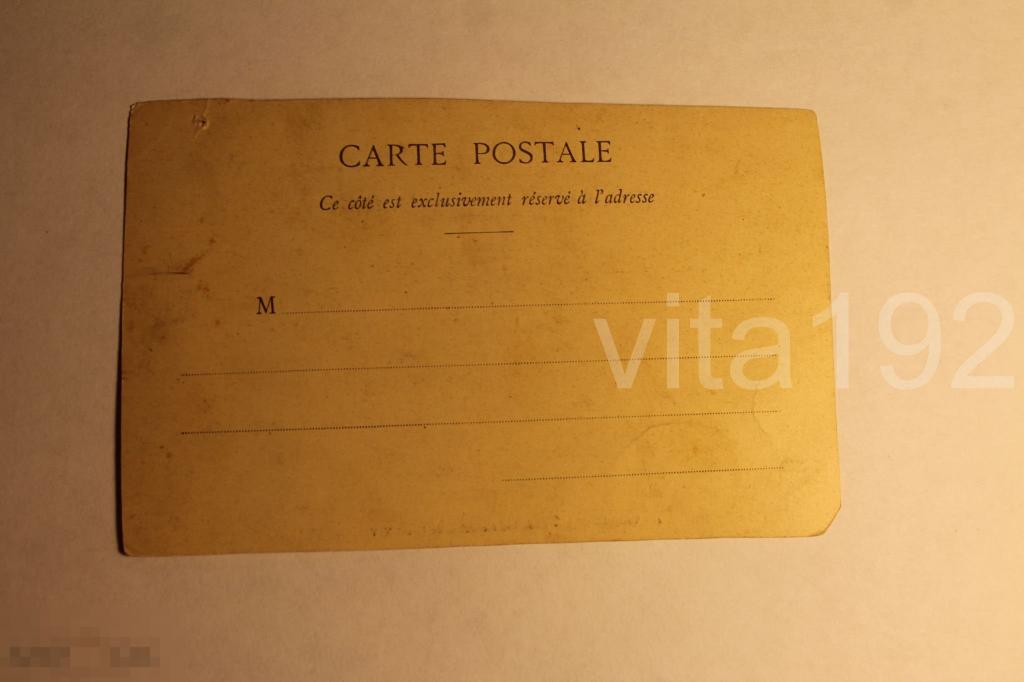 CARTE POSTALE
Ce côté est exclusivement réservé à l'adresse
M
vita192